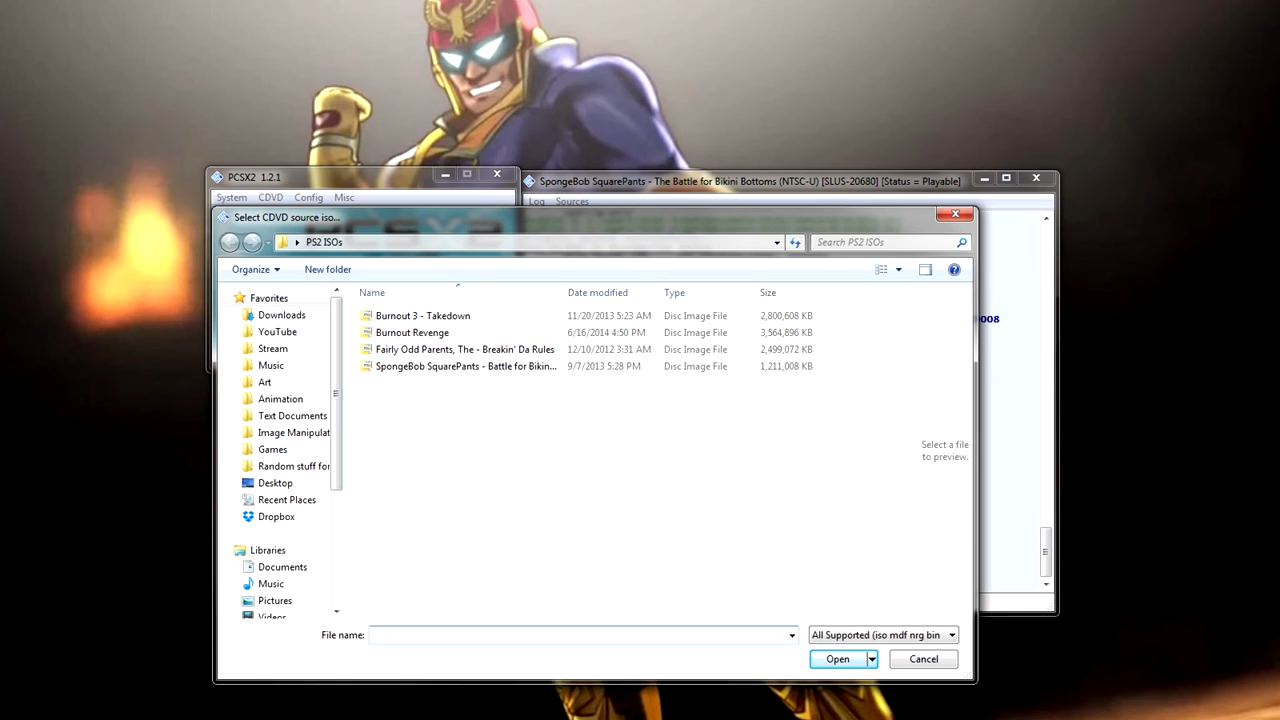 PCSX2 1.2.1
SpongeBob SquarePants - The Battle for Bikini Bottoms (NTSC-U) [SLUS-20680] [Status = Playable]
System CDVD Config Misc
Log Sources
Select CDVD source iso...
PS2 ISOs
Search PS2 ISOs
Organize
New folder
Name Date modified Type Size
Burnout 3 - Takedown 11/20/2013 5:23 AM Disc Image File 2,800,608 KB
Burnout Revenge 6/16/2014 4:50 PM Disc Image File 3,564,896 KB
Fairly Odd Parents, The - Breakin' Da Rules 12/10/2012 3:31 AM Disc Image File 2,499,072 KB
SpongeBob SquarePants - Battle for Bikin... 9/7/2013 5:28 PM Disc Image File 1,211,008 KB
Favorites
Downloads
YouTube
Stream
Music
Art
Animation
Text Documents
Image Manipulat
Games
Random stuff for
Desktop
Recent Places
Dropbox
Libraries
Documents
Music
Pictures
Videos
Select a file
to preview.
008
File name:
All Supported (iso mdf nrg bin
Open
Cancel